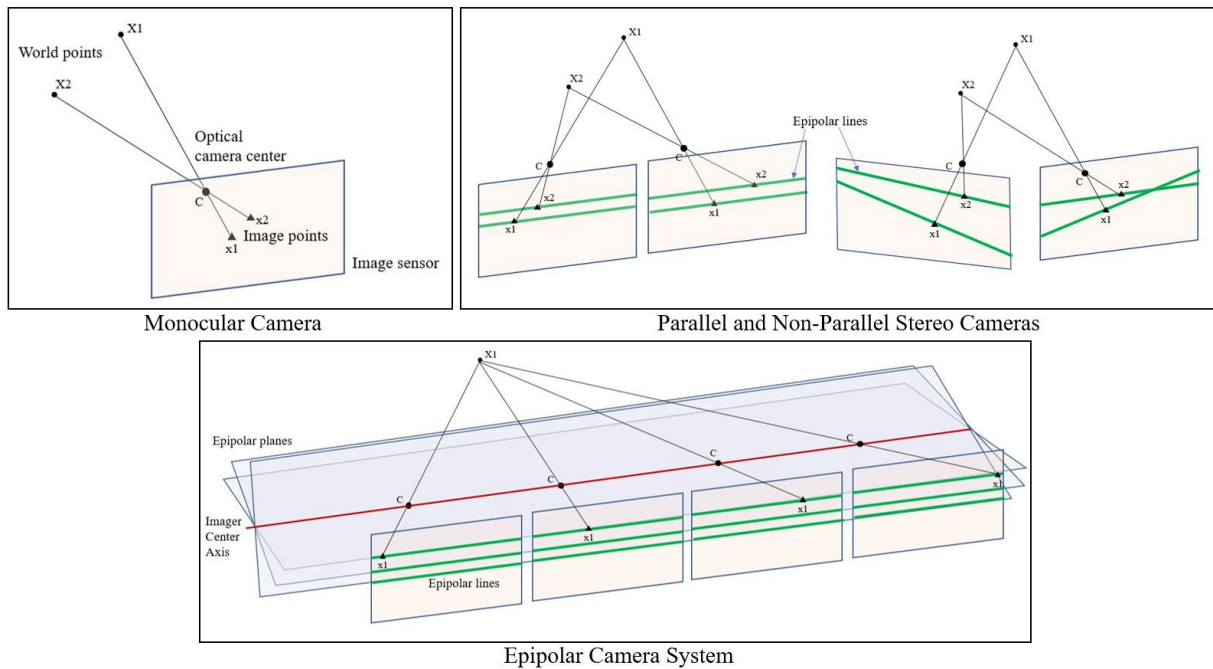 X1
World points
X2
Optical
camera center
C
x2
Image points
x1
Image sensor
Monocular Camera
X1
X2
Epipolar lines
C
C
x2
x2
x1
x1
X1
X2
C
C
x2
x2
x1
x1
Parallel and Non-Parallel Stereo Cameras
X1
Epipolar planes
C
C
C
C
Imager
Center
Axis
x1
x1
x1
x1
Epipolar lines
Epipolar Camera System